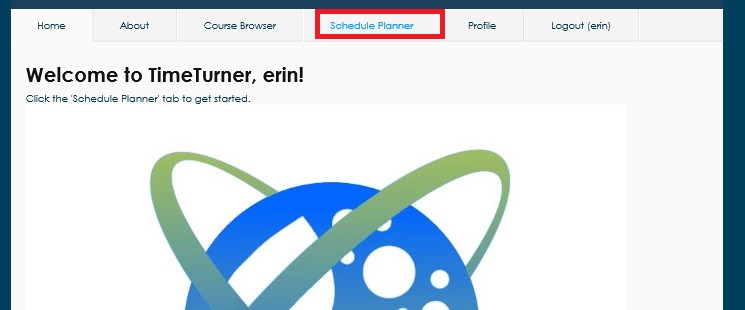 Home About Course Browser Schedule Planner Profile Logout (erin)
Welcome to TimeTurner, erin!
Click the 'Schedule Planner' tab to get started.